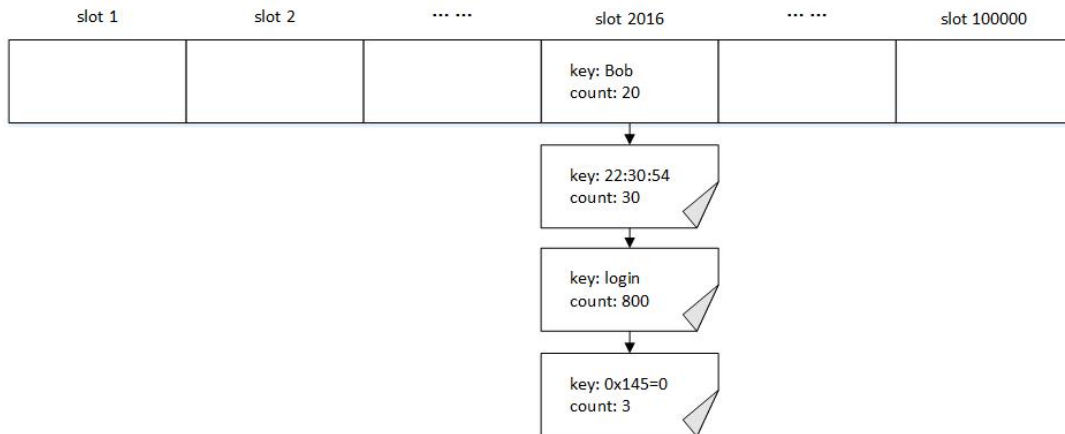 slot 1 slot 2 ... ... slot 2016 ... ... slot 100000
key: Bob
count: 20
key: 22:30:54
count: 30
key: login
count: 800
key: 0x145=0
count: 3